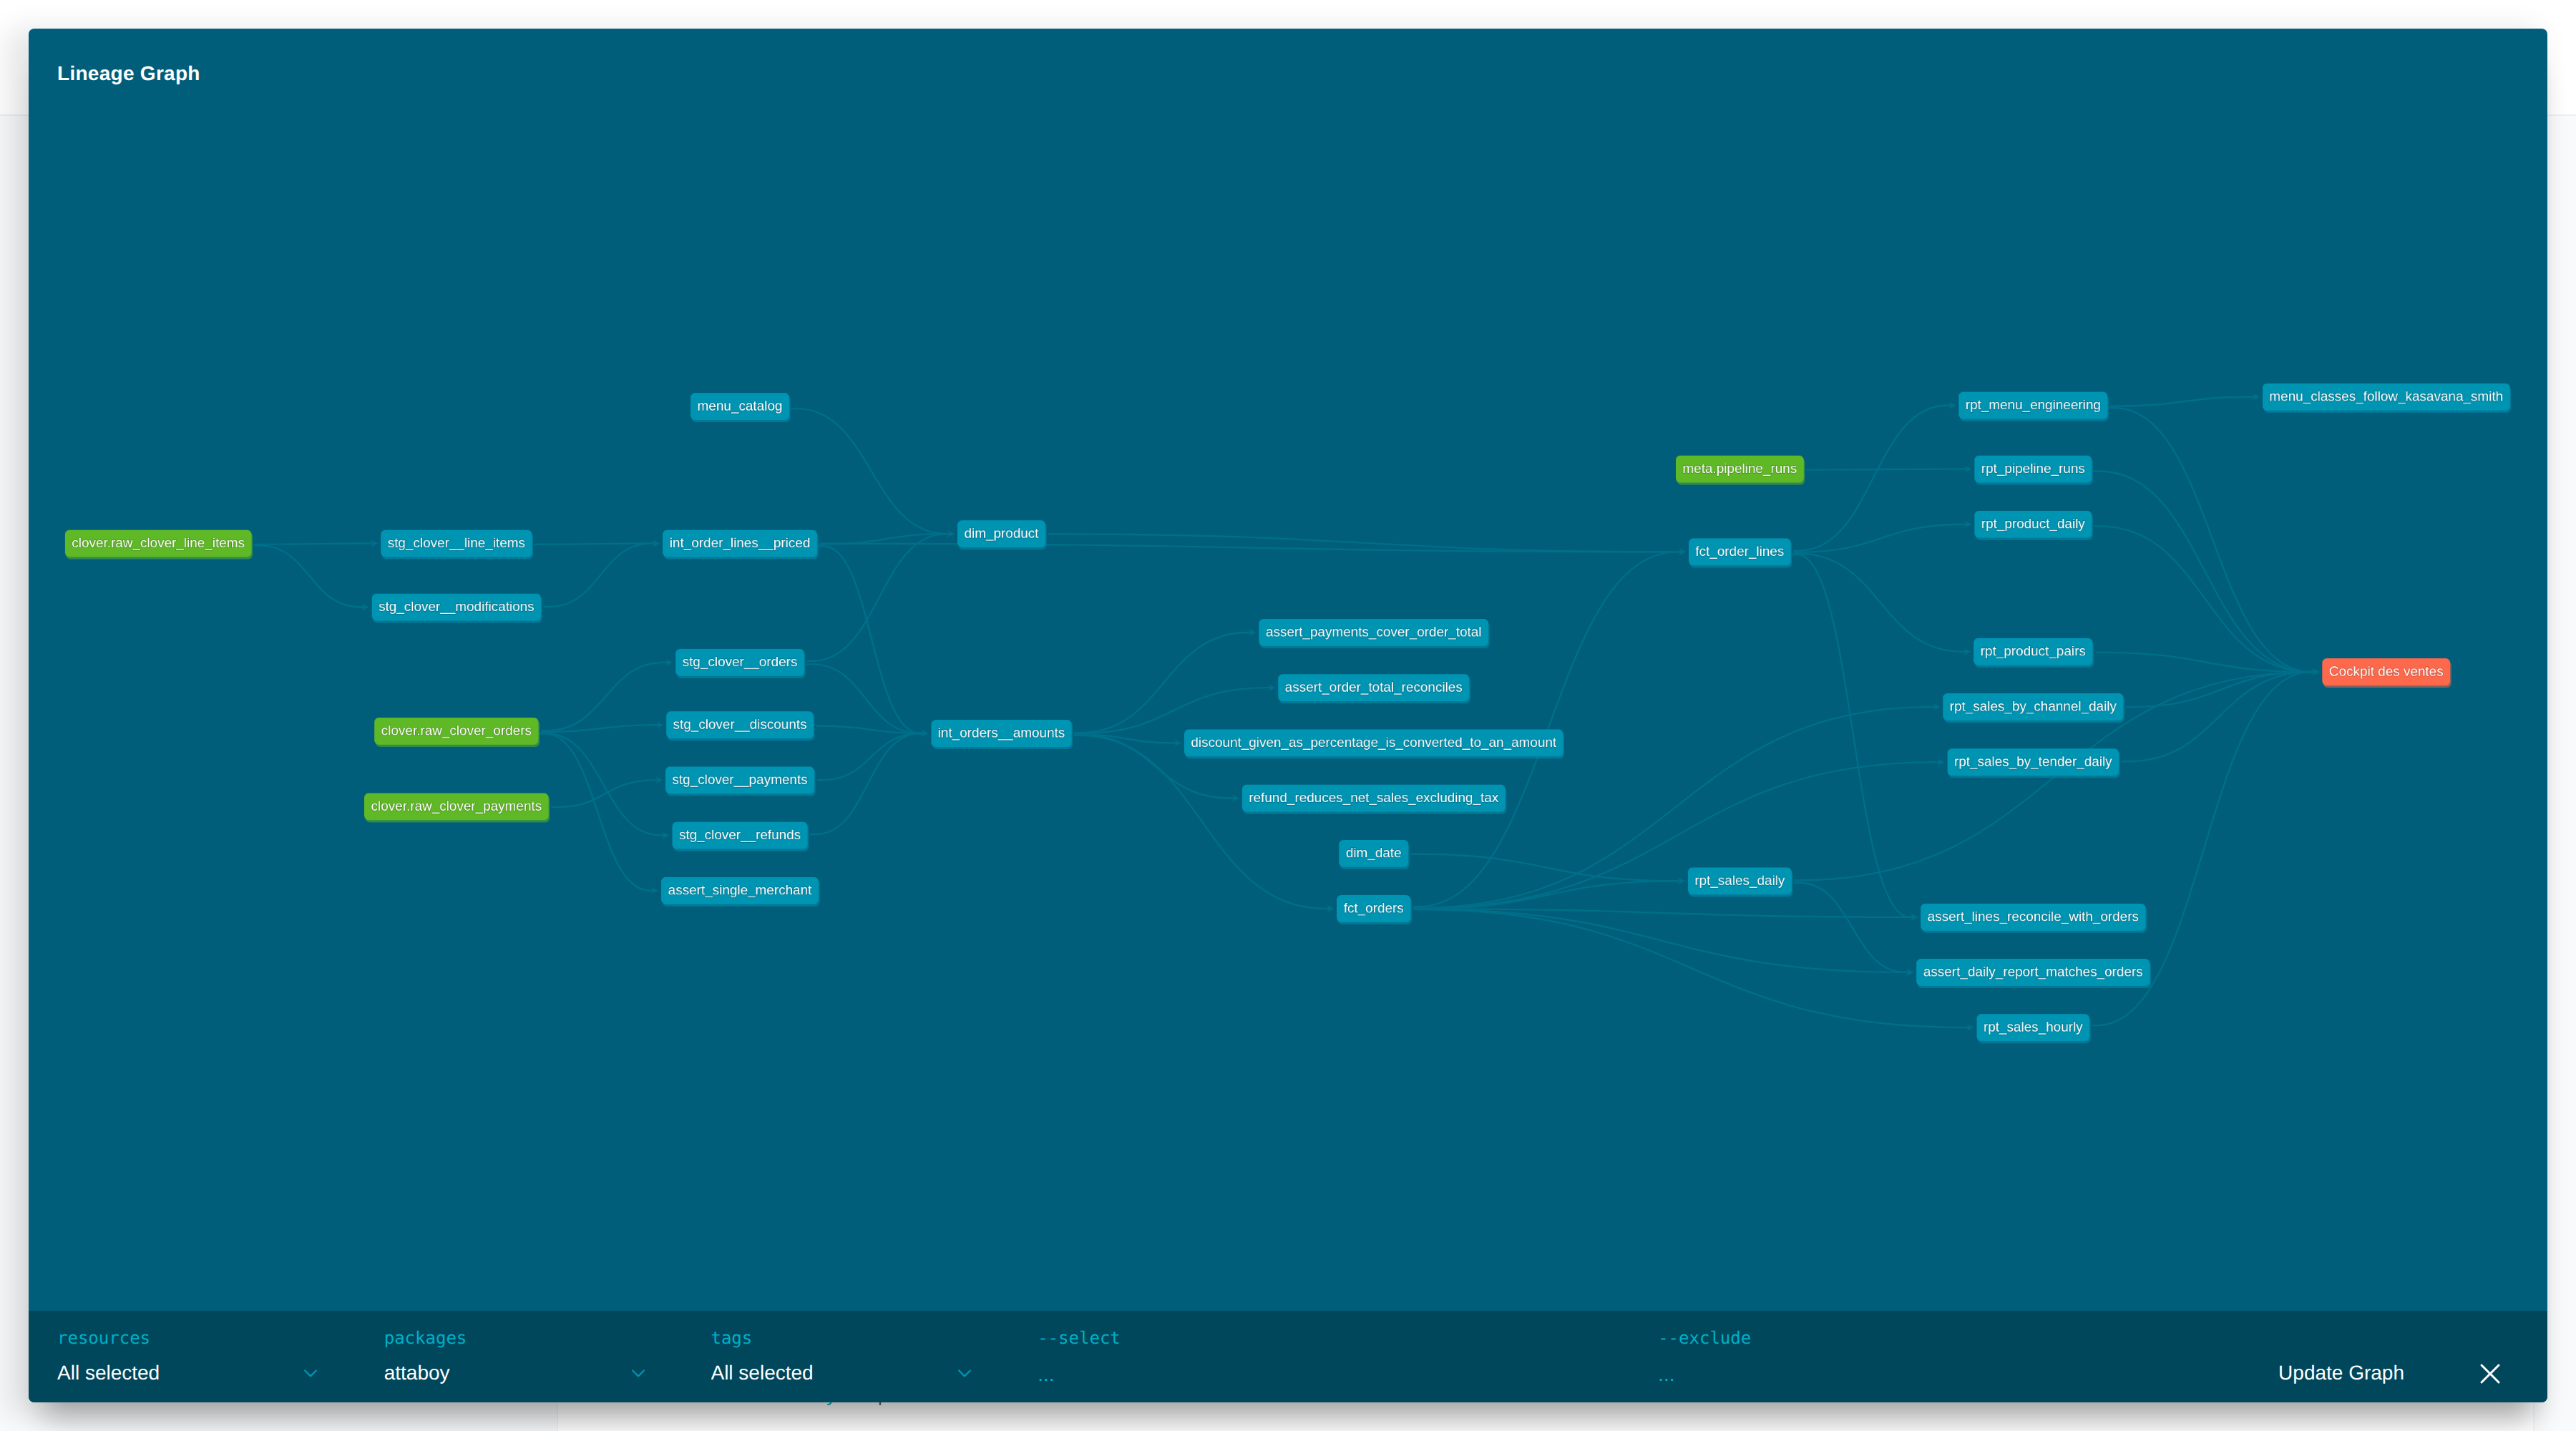 Lineage Graph
menu_catalog
clover.raw_clover_line_items
stg_clover__line_items
stg_clover__modifications
int_order_lines__priced
dim_product
stg_clover__orders
clover.raw_clover_orders
stg_clover__discounts
int_orders__amounts
clover.raw_clover_payments
stg_clover__payments
stg_clover__refunds
assert_single_merchant
assert_payments_cover_order_total
assert_order_total_reconciles
discount_given_as_percentage_is_converted_to_an_amount
refund_reduces_net_sales_excluding_tax
dim_date
fct_orders
meta.pipeline_runs
fct_order_lines
rpt_sales_daily
rpt_menu_engineering
rpt_pipeline_runs
rpt_product_daily
rpt_product_pairs
rpt_sales_by_channel_daily
rpt_sales_by_tender_daily
assert_lines_reconcile_with_orders
assert_daily_report_matches_orders
rpt_sales_hourly
menu_classes_follow_kasavana_smith
Cockpit des ventes
resources
All selected
packages
attaboy
tags
All selected
--select
...
--exclude
...
Update Graph